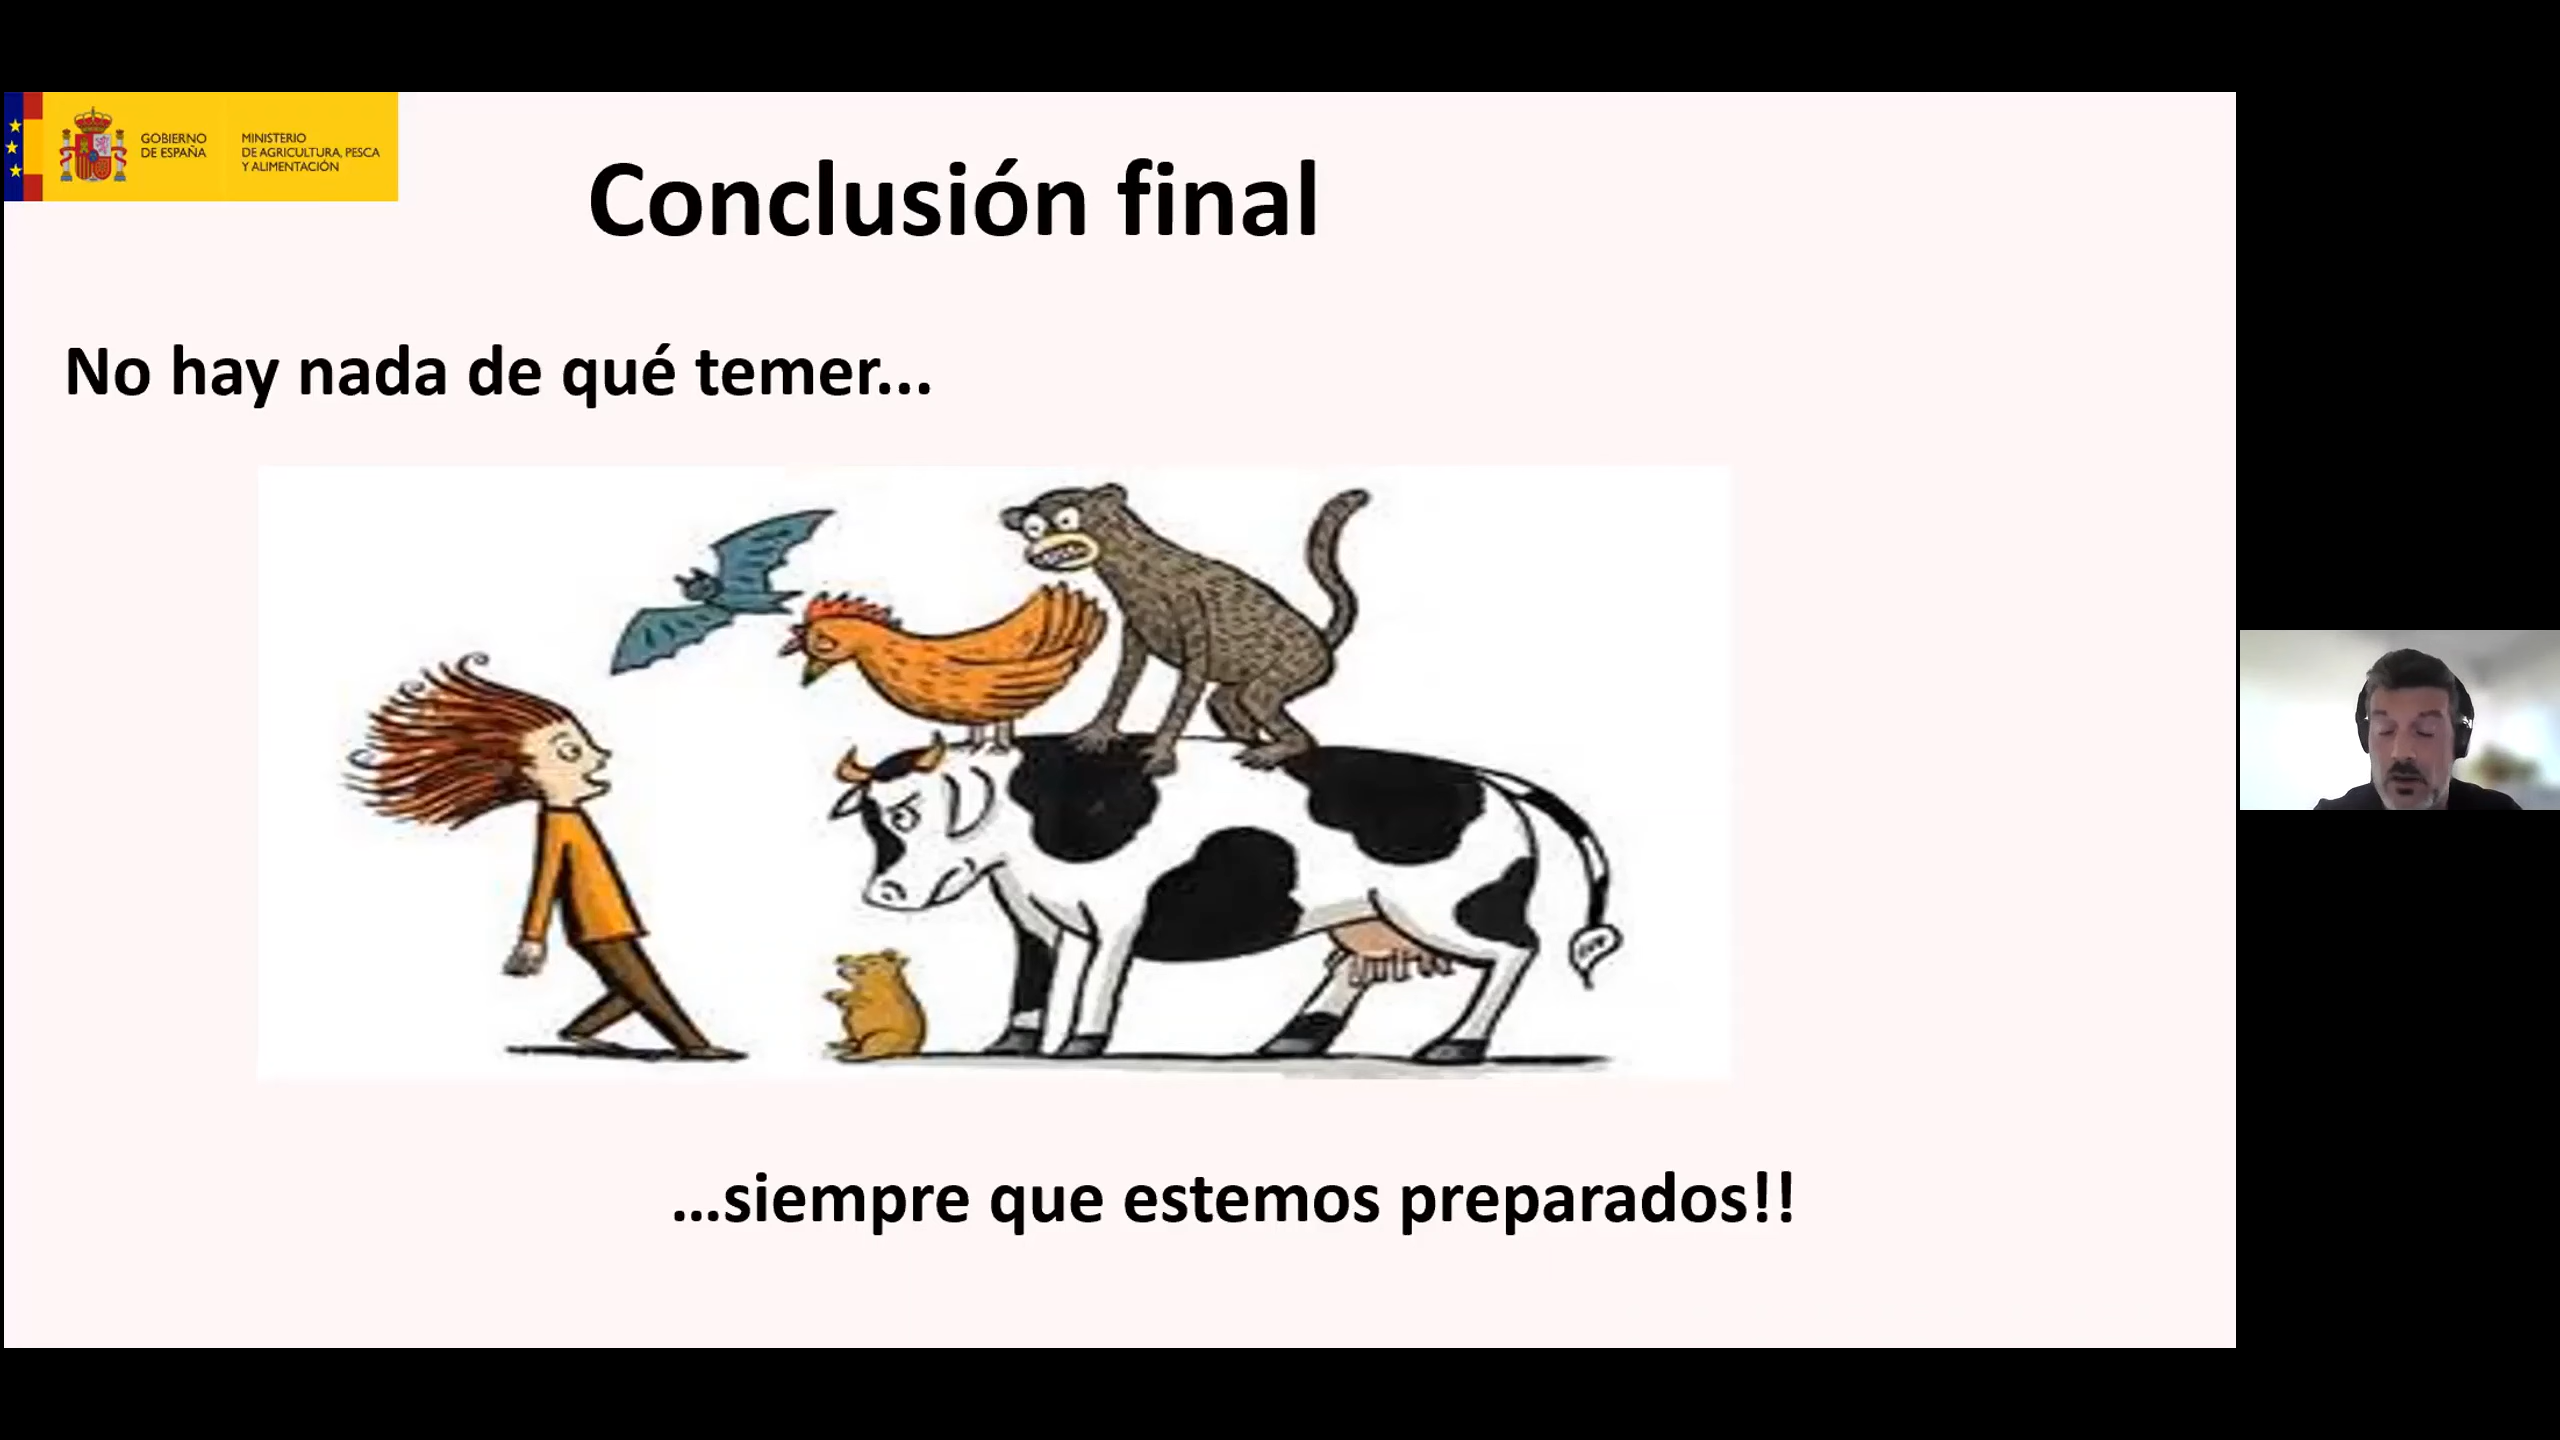 GOBIERNO
DE ESPAÑA
MINISTERIO
DE AGRICULTURA, PESCA
Y ALIMENTACIÓN
Conclusión final
No hay nada de qué temer...
...siempre que estemos preparados!!